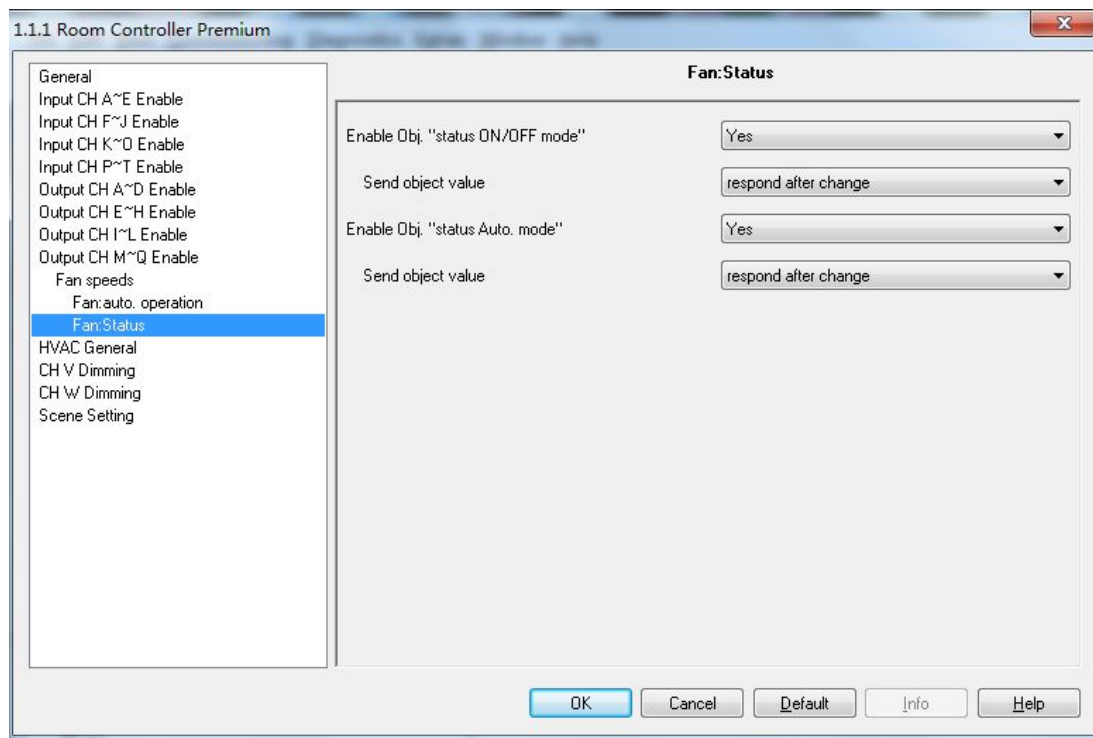 1.1.1 Room Controller Premium
Diagnostics Extras Window Help
General
Input CH A~E Enable
Input CH F~J Enable
Input CH K~O Enable
Input CH P~T Enable
Output CH A~D Enable
Output CH E~H Enable
Output CH I~L Enable
Output CH M~Q Enable
Fan speeds
Fan:auto. operation
Fan:Status
HVAC General
CH V Dimming
CH W Dimming
Scene Setting
Fan:Status
Enable Obj. "status ON/OFF mode" Yes
Send object value respond after change
Enable Obj. "status Auto. mode" Yes
Send object value respond after change
OK Cancel Default Info Help